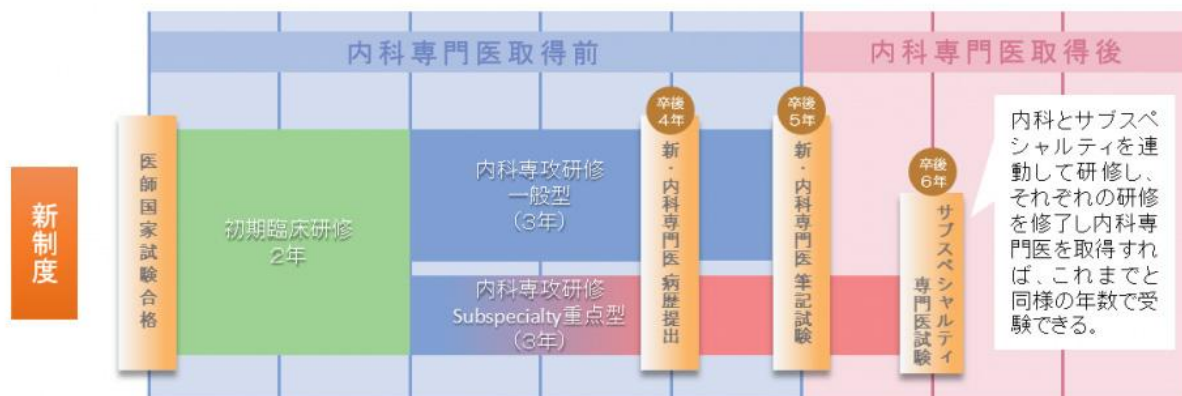 内科専門医取得前
内科専門医取得後
新制度
医師国家試験合格
初期臨床研修
2年
内科専攻研修
一般型
(3年)
内科専攻研修
Subspecialty重点型
(3年)
卒後
4年
新・内科専門医 病歴提出
卒後
5年
新・内科専門医 筆記試験
卒後
6年
サブスペシャルティ
専門医試験
内科とサブスペ
シャルティを連
動して研修し、
それぞれの研修
を修了し内科専
門医を取得すれ
ば、これまでと
同様の年数で受
験できる。